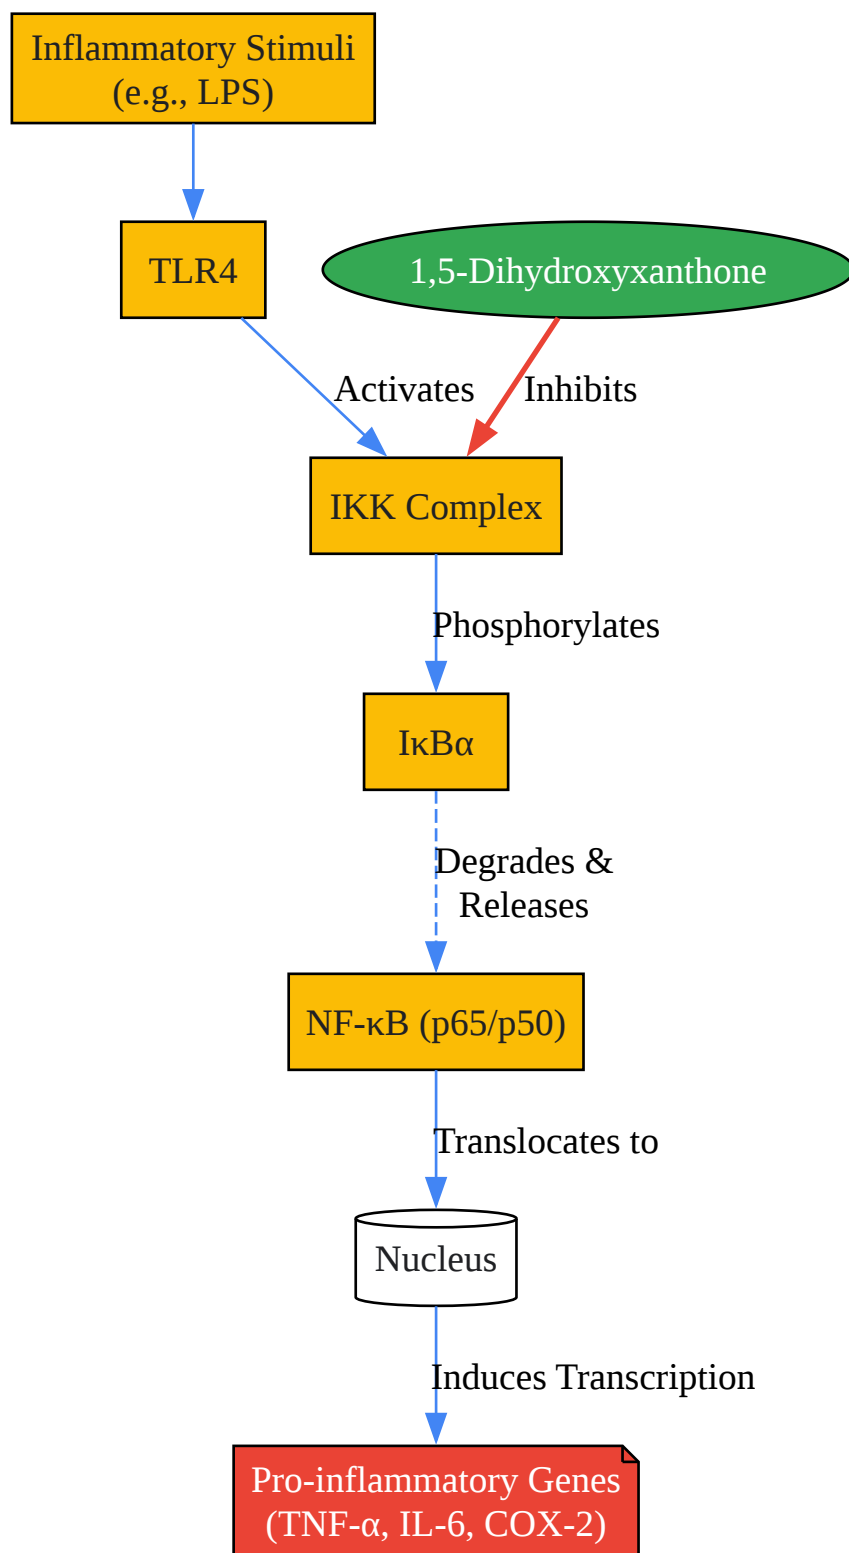 Inflammatory Stimuli
(e.g., LPS)
TLR4
1,5-Dihydroxyxanthone
Activates
Inhibits
IKK Complex
Phosphorylates
IκBα
Degrades &
Releases
NF-κB (p65/p50)
Translocates to
Nucleus
Induces Transcription
Pro-inflammatory Genes
(TNF-α, IL-6, COX-2)